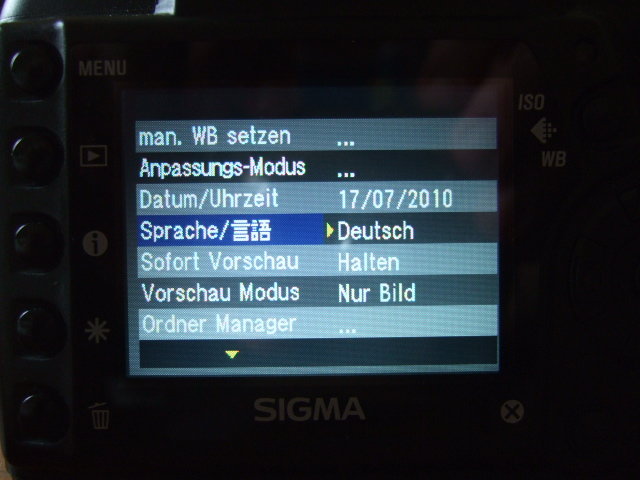 MENU
ISO
WB
man. WB setzen ...
Anpassungs-Modus ...
Datum/Uhrzeit 17/07/2010
Sprache/言語 Deutsch
Sofort Vorschau Halten
Vorschau Modus Nur Bild
Ordner Manager ...
SIGMA